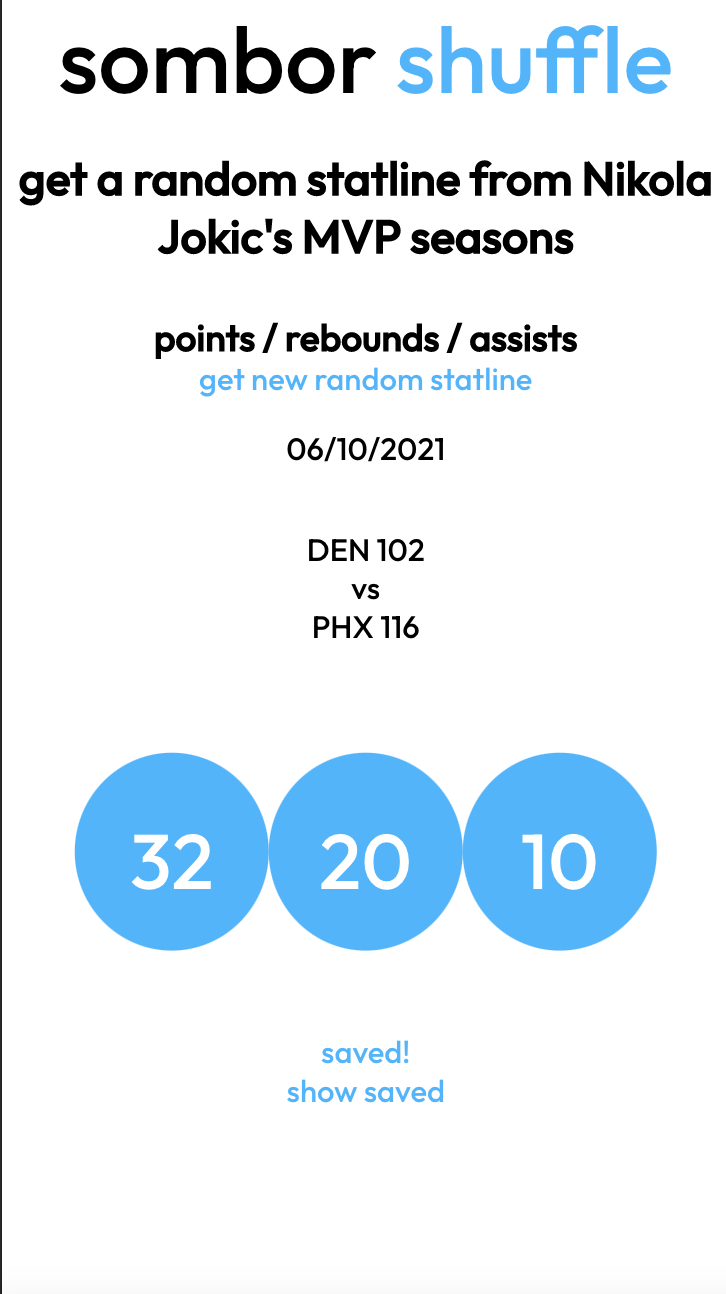 sombor shuffle
get a random statline from Nikola
Jokic's MVP seasons
points / rebounds / assists
get new random statline
06/10/2021
DEN 102
vs
PHX 116
32 20 10
saved!
show saved